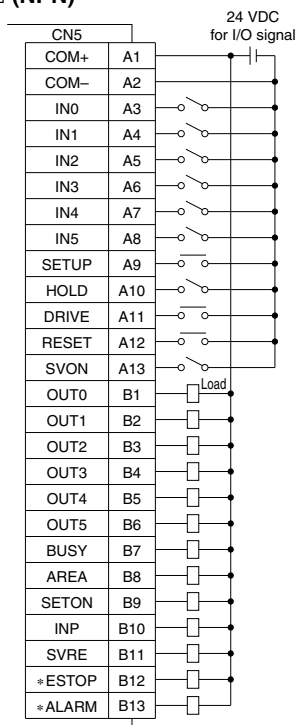 (NPN)
24 VDC
for I/O signal
CN5
COM+ A1
COM– A2
IN0 A3
IN1 A4
IN2 A5
IN3 A6
IN4 A7
IN5 A8
SETUP A9
HOLD A10
DRIVE A11
RESET A12
SVON A13
OUT0 B1 Load
OUT1 B2
OUT2 B3
OUT3 B4
OUT4 B5
OUT5 B6
BUSY B7
AREA B8
SETON B9
INP B10
SVRE B11
∗ESTOP B12
∗ALARM B13